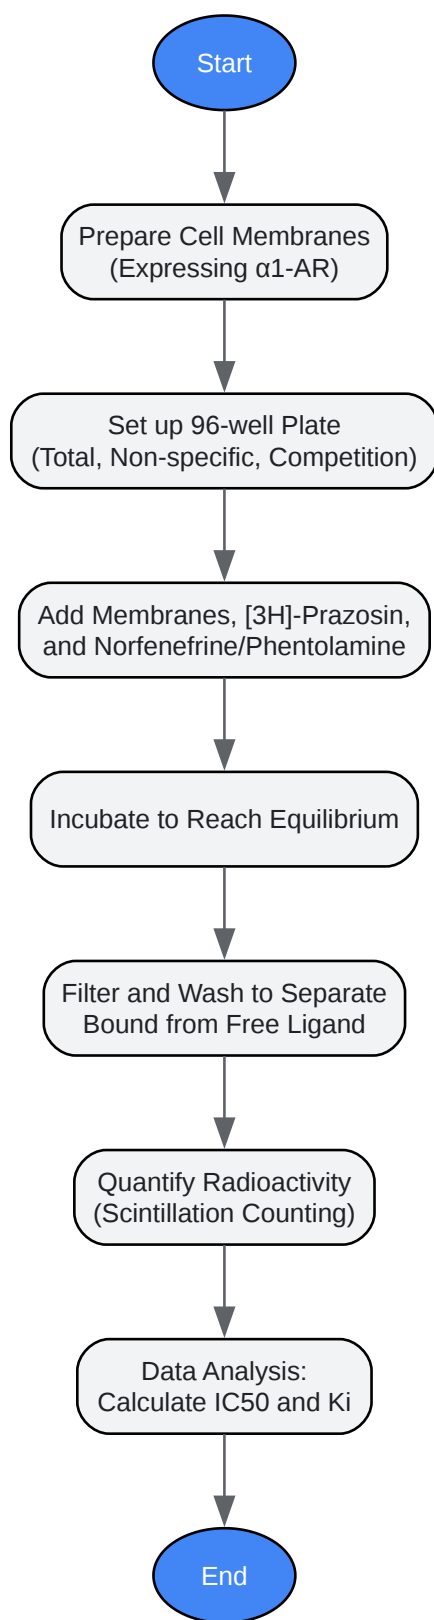 Start
Prepare Cell Membranes
(Expressing α1-AR)
Set up 96-well Plate
(Total, Non-specific, Competition)
Add Membranes, [3H]-Prazosin,
and Norfenefrine/Phentolamine
Incubate to Reach Equilibrium
Filter and Wash to Separate
Bound from Free Ligand
Quantify Radioactivity
(Scintillation Counting)
Data Analysis:
Calculate IC50 and Ki
End